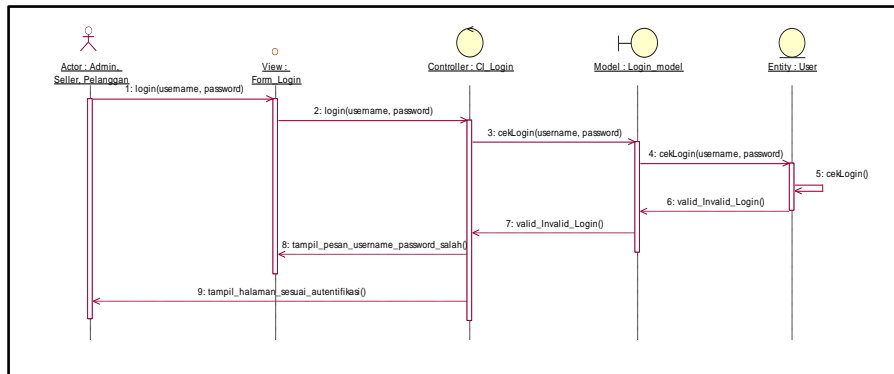 Actor : Admin,
Seller, Pelanggan
View :
Form_Login
Controller : CI_Login
Model : Login_model
Entity : User
1: login(username, password)
2: login(username, password)
3: cekLogin(username, password)
4: cekLogin(username, password)
5: cekLogin()
6: valid_Invalid_Login()
7: valid_Invalid_Login()
8: tampil_pesan_username_password_salah()
9: tampil_halaman_sesuai_autentifikasi()